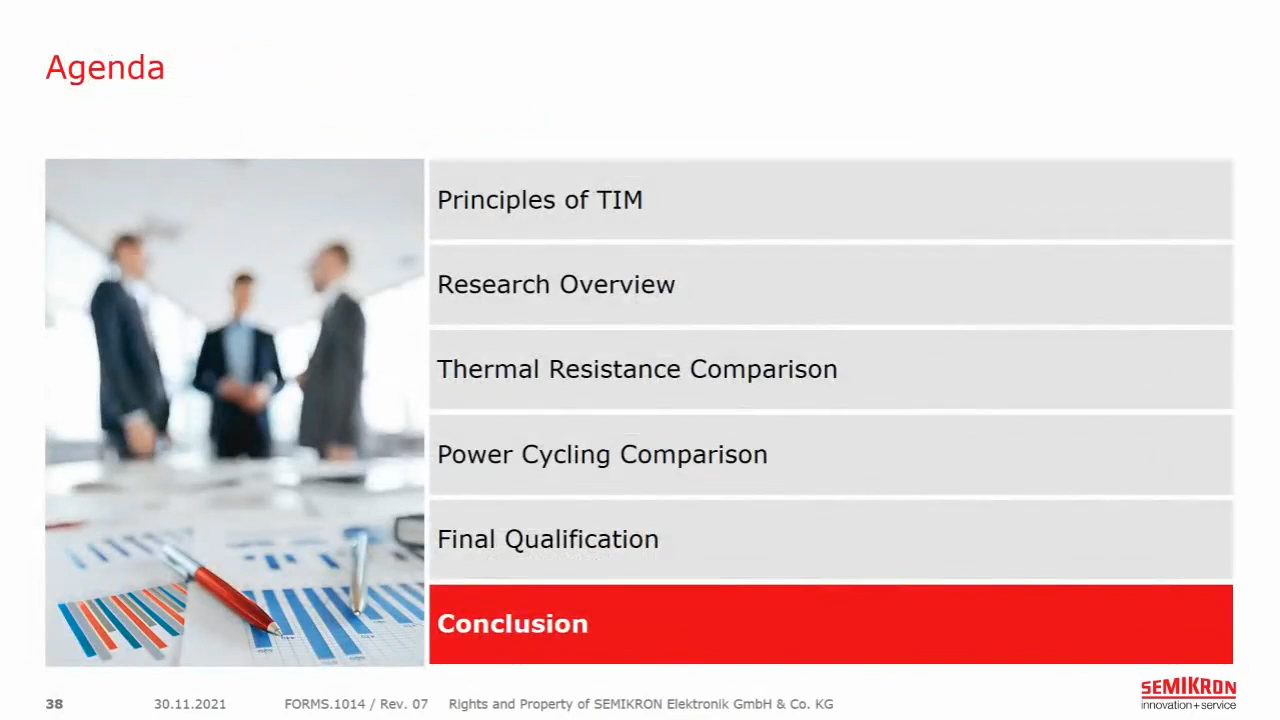 Agenda
Principles of TIM
Research Overview
Thermal Resistance Comparison
Power Cycling Comparison
Final Qualification
Conclusion
38 30.11.2021 FORMS.1014 / Rev. 07 Rights and Property of SEMIKRON Elektronik GmbH & Co. KG
SEMIKRON
innovation+service